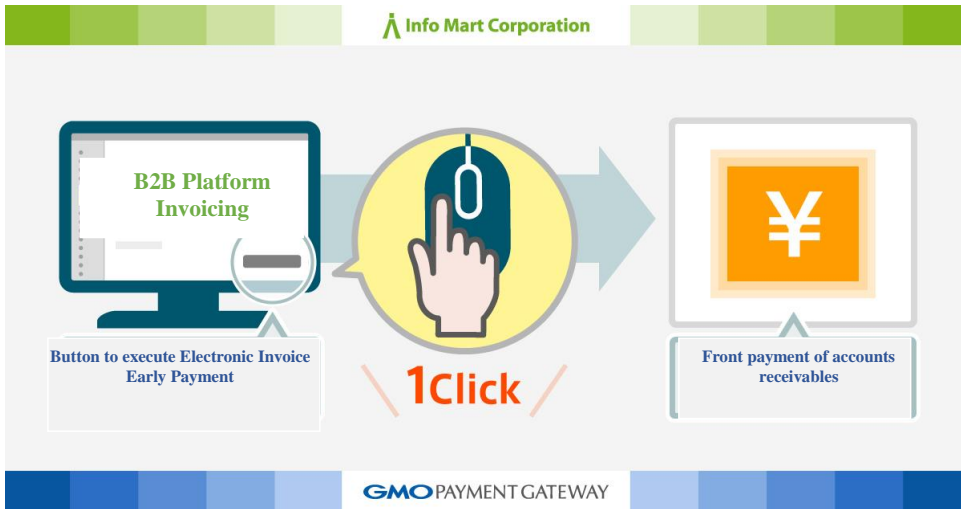 Info Mart Corporation
B2B Platform
Invoicing
¥
Button to execute Electronic Invoice
Early Payment
1Click
Front payment of accounts
receivables
GMO PAYMENT GATEWAY